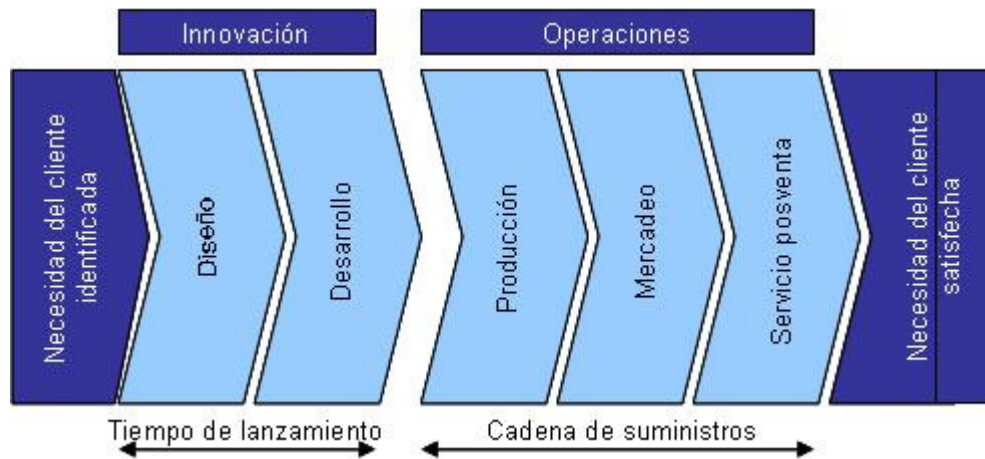 Innovación
Operaciones
Necesidad del cliente
identificada
Diseño
Desarrollo
Producción
Mercadeo
Servicio posventa
Necesidad del cliente
satisfecha
Tiempo de lanzamiento
Cadena de suministros